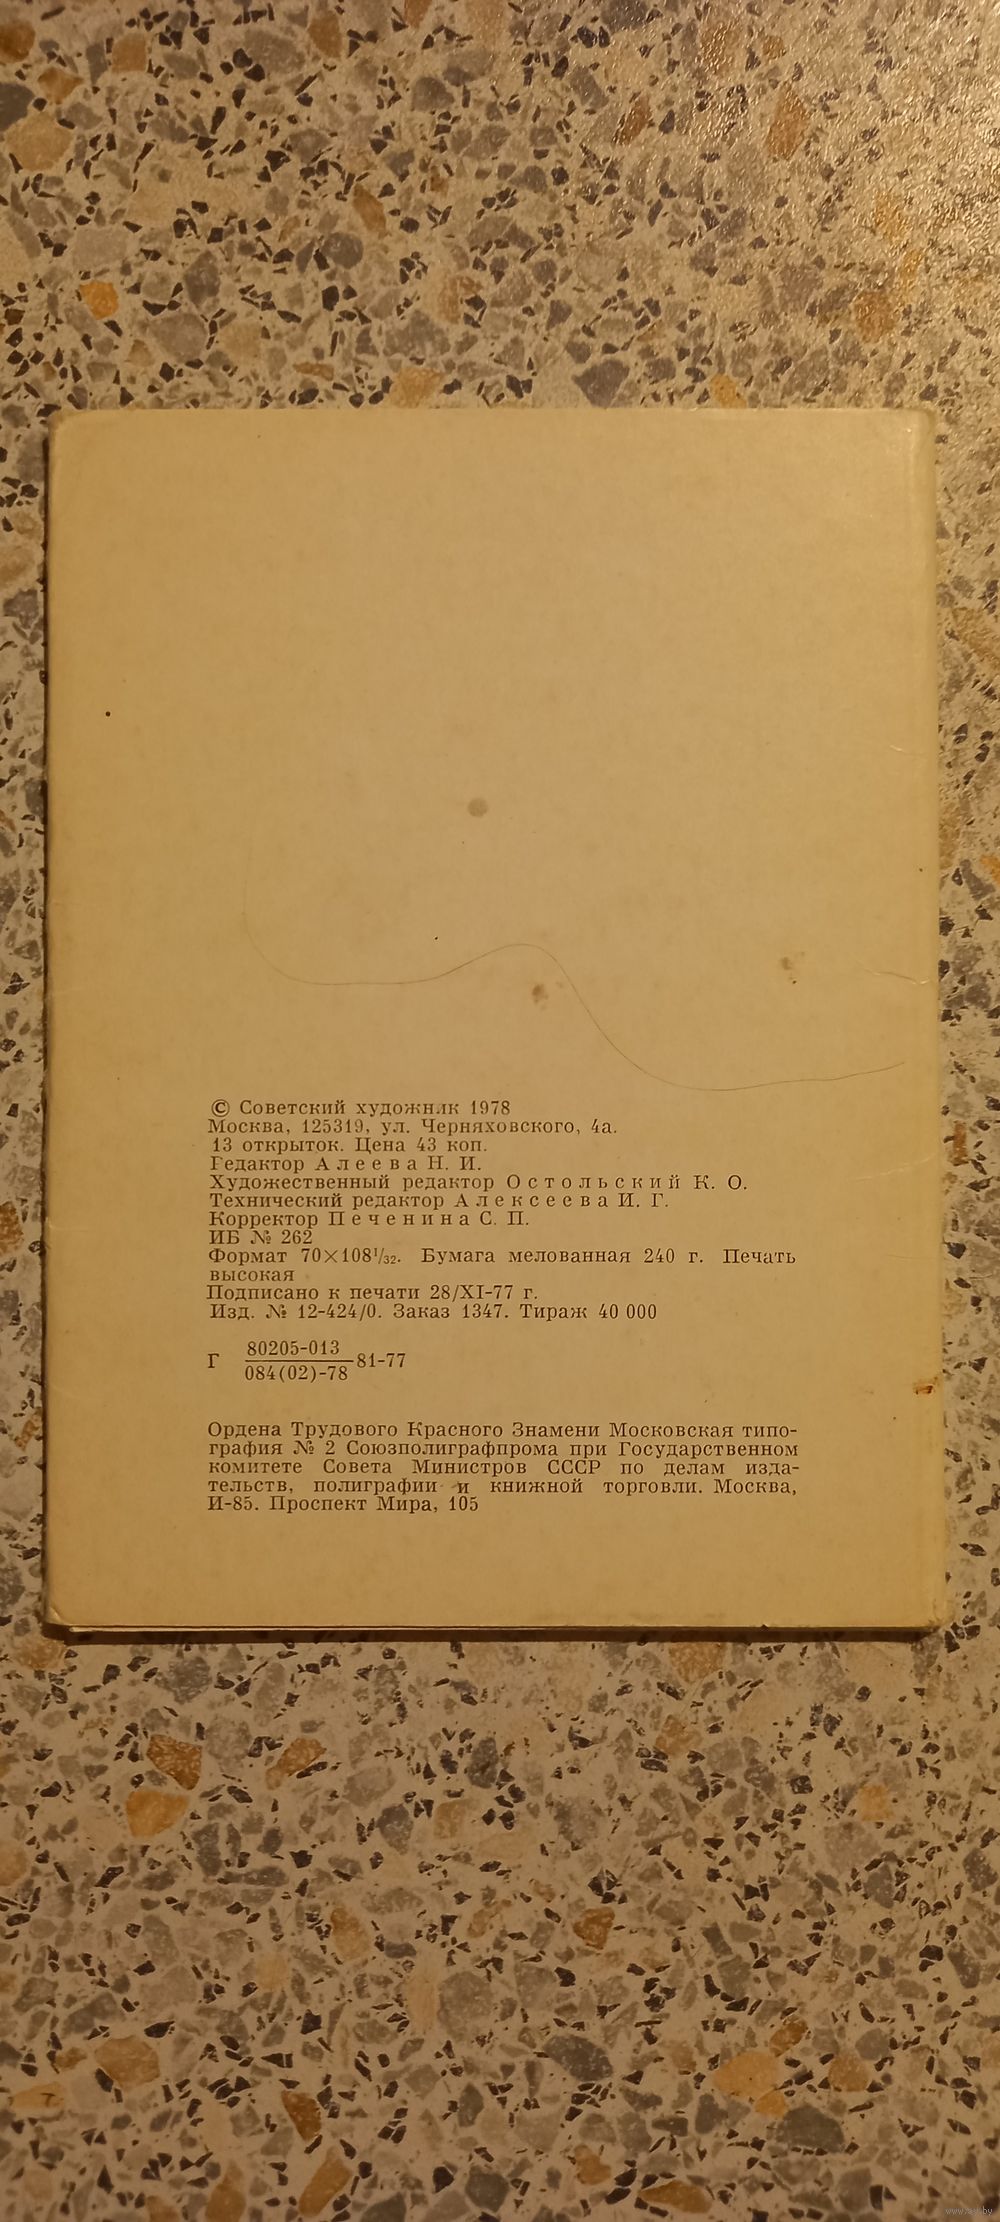 © Советский художник 1978
Москва, 125319, ул. Черняховского, 4а.
13 открыток. Цена 43 коп.
Редактор Алеева Н. И.
Художественный редактор Остольский К. О.
Технический редактор Алексеева И. Г.
Корректор Печенина С. П.
ИБ № 262
Формат 70×108¹/₃₂. Бумага мелованная 240 г. Печать
высокая
Подписано к печати 28/XI-77 г.
Изд. № 12-424/0. Заказ 1347. Тираж 40 000
80205-013
Г 81-77
084(02)-78
Ордена Трудового Красного Знамени Московская типо-
графия № 2 Союзполиграфпрома при Государственном
комитете Совета Министров СССР по делам изда-
тельств, полиграфии и книжной торговли. Москва,
И-85. Проспект Мира, 105